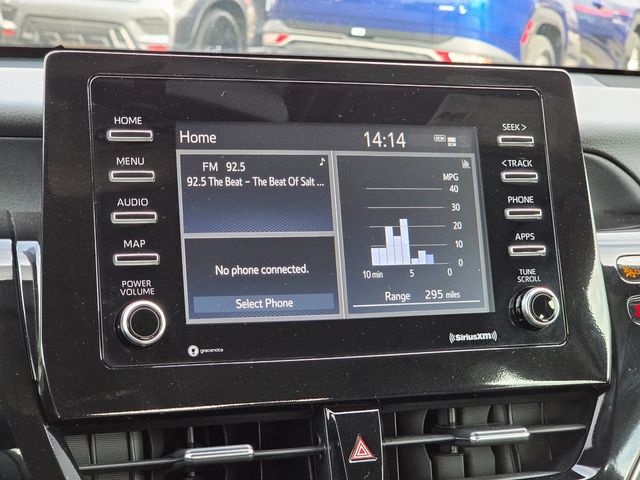 HOME
MENU
AUDIO
MAP
POWER
VOLUME
Home
14:14
DCM
DCM
FM 92.5
♪
92.5 The Beat - The Beat Of Salt ...
No phone connected.
Select Phone
MPG
40
30
20
10
0
10 min 5 0
Range 295 miles
SEEK >
< TRACK
PHONE
APPS
TUNE
SCROLL
gracenote
((SiriusXM))